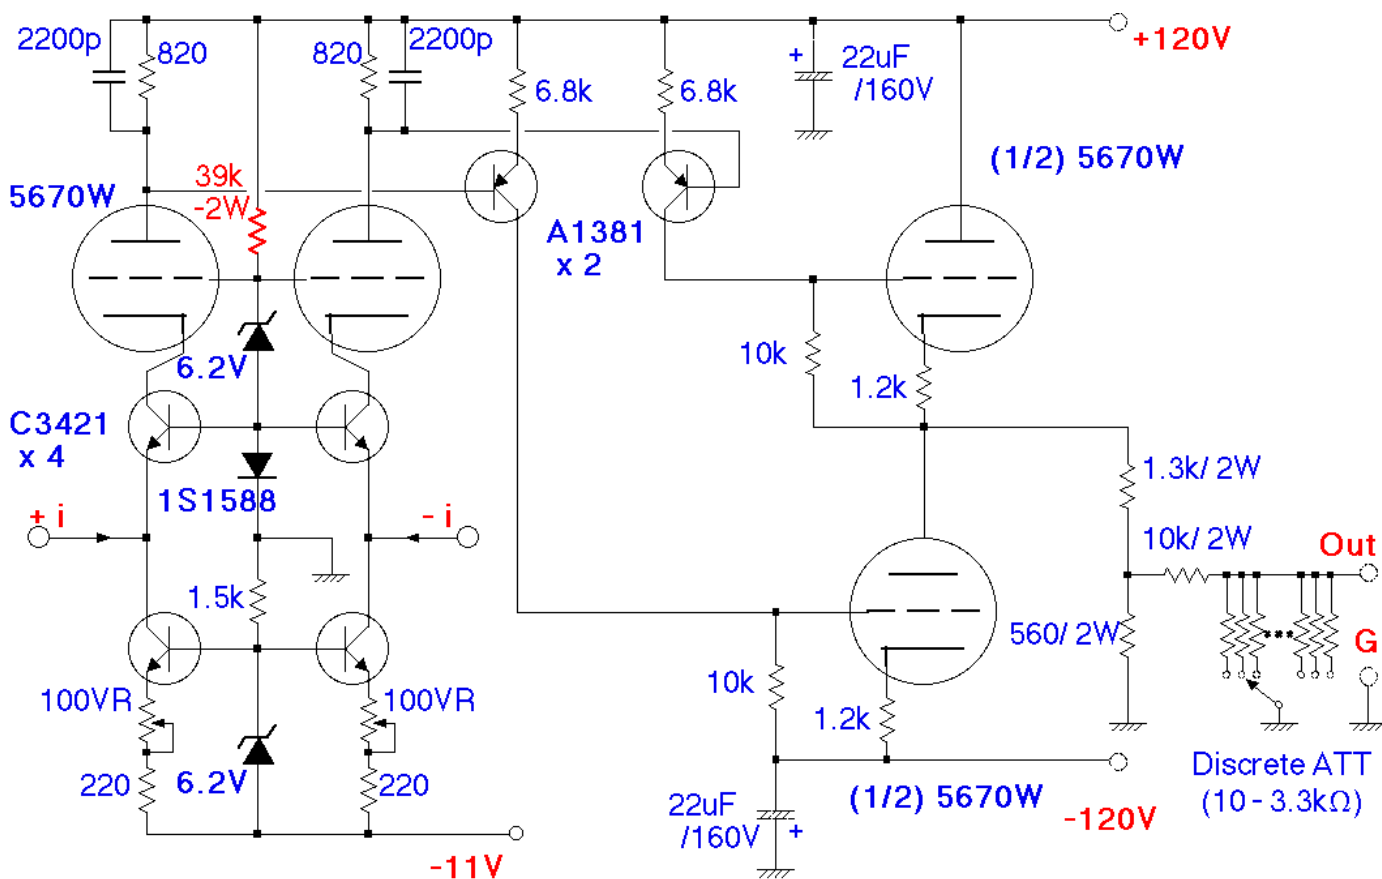 2200p
820
820
2200p
6.8k
6.8k
+
22uF
/160V
+120V
(1/2) 5670W
39k
-2W
5670W
A1381
x 2
6.2V
10k
1.2k
C3421
x 4
1S1588
+ i
- i
1.3k/ 2W
10k/ 2W
Out
1.5k
560/ 2W
***
G
100VR
100VR
10k
1.2k
220
6.2V
220
22uF
/160V
+
(1/2) 5670W
-120V
Discrete ATT
(10 - 3.3kΩ)
-11V